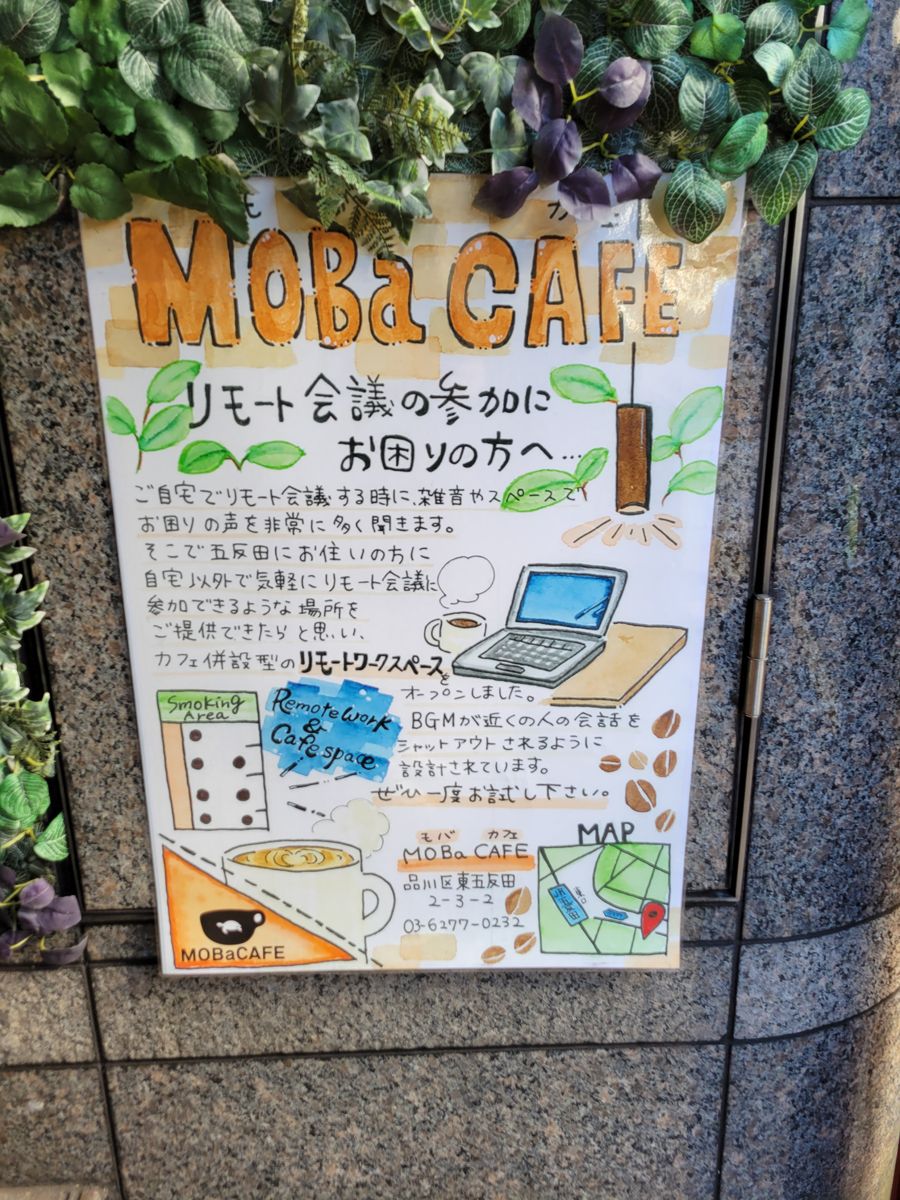 モ カフェ
MOBa CAFE
リモート会議の参加に
お困りの方へ…
ご自宅でリモート会議する時に、雑音やスペースで
お困りの声を非常に多く聞きます。
そこで五反田にお住いの方に
自宅以外で気軽にリモート会議に
参加できるような場所を
ご提供できたらと思い、
カフェ併設型のリモートワークスペースを
オープンしました。
BGMが近くの人の会話を
シャットアウトされるように
設計されています。
ぜひ一度お試し下さい。
Smoking
Area
Remote work
&
Cafe space
モバ カフェ
MOBa CAFE
品川区東五反田
2-3-2
03-6277-0232
MAP
五反田
MOBaCAFE